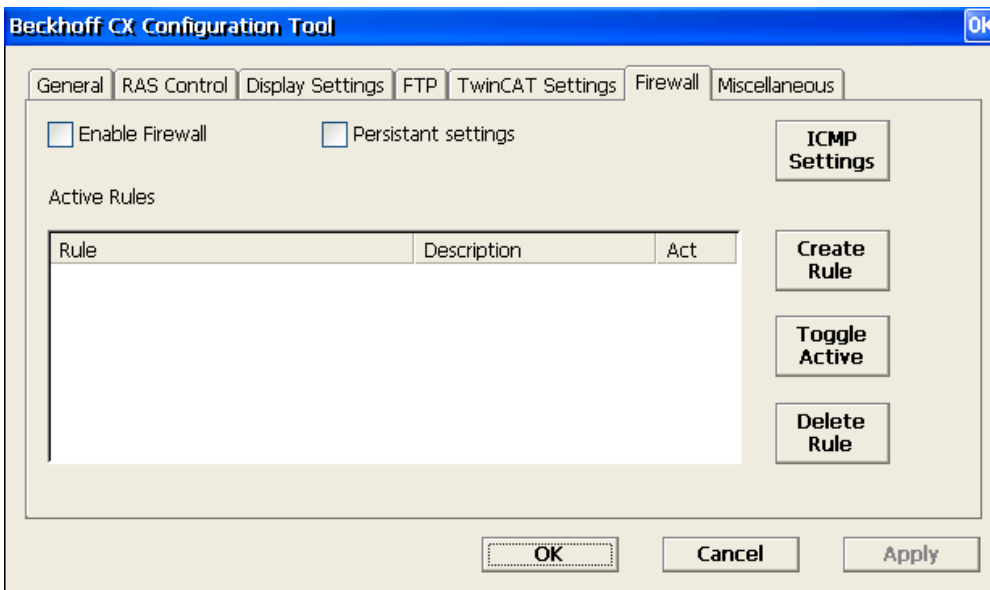 Beckhoff CX Configuration Tool OK
General RAS Control Display Settings FTP TwinCAT Settings Firewall Miscellaneous
Enable Firewall Persistant settings
ICMP Settings
Active Rules
Rule Description Act
Create Rule
Toggle Active
Delete Rule
OK Cancel Apply